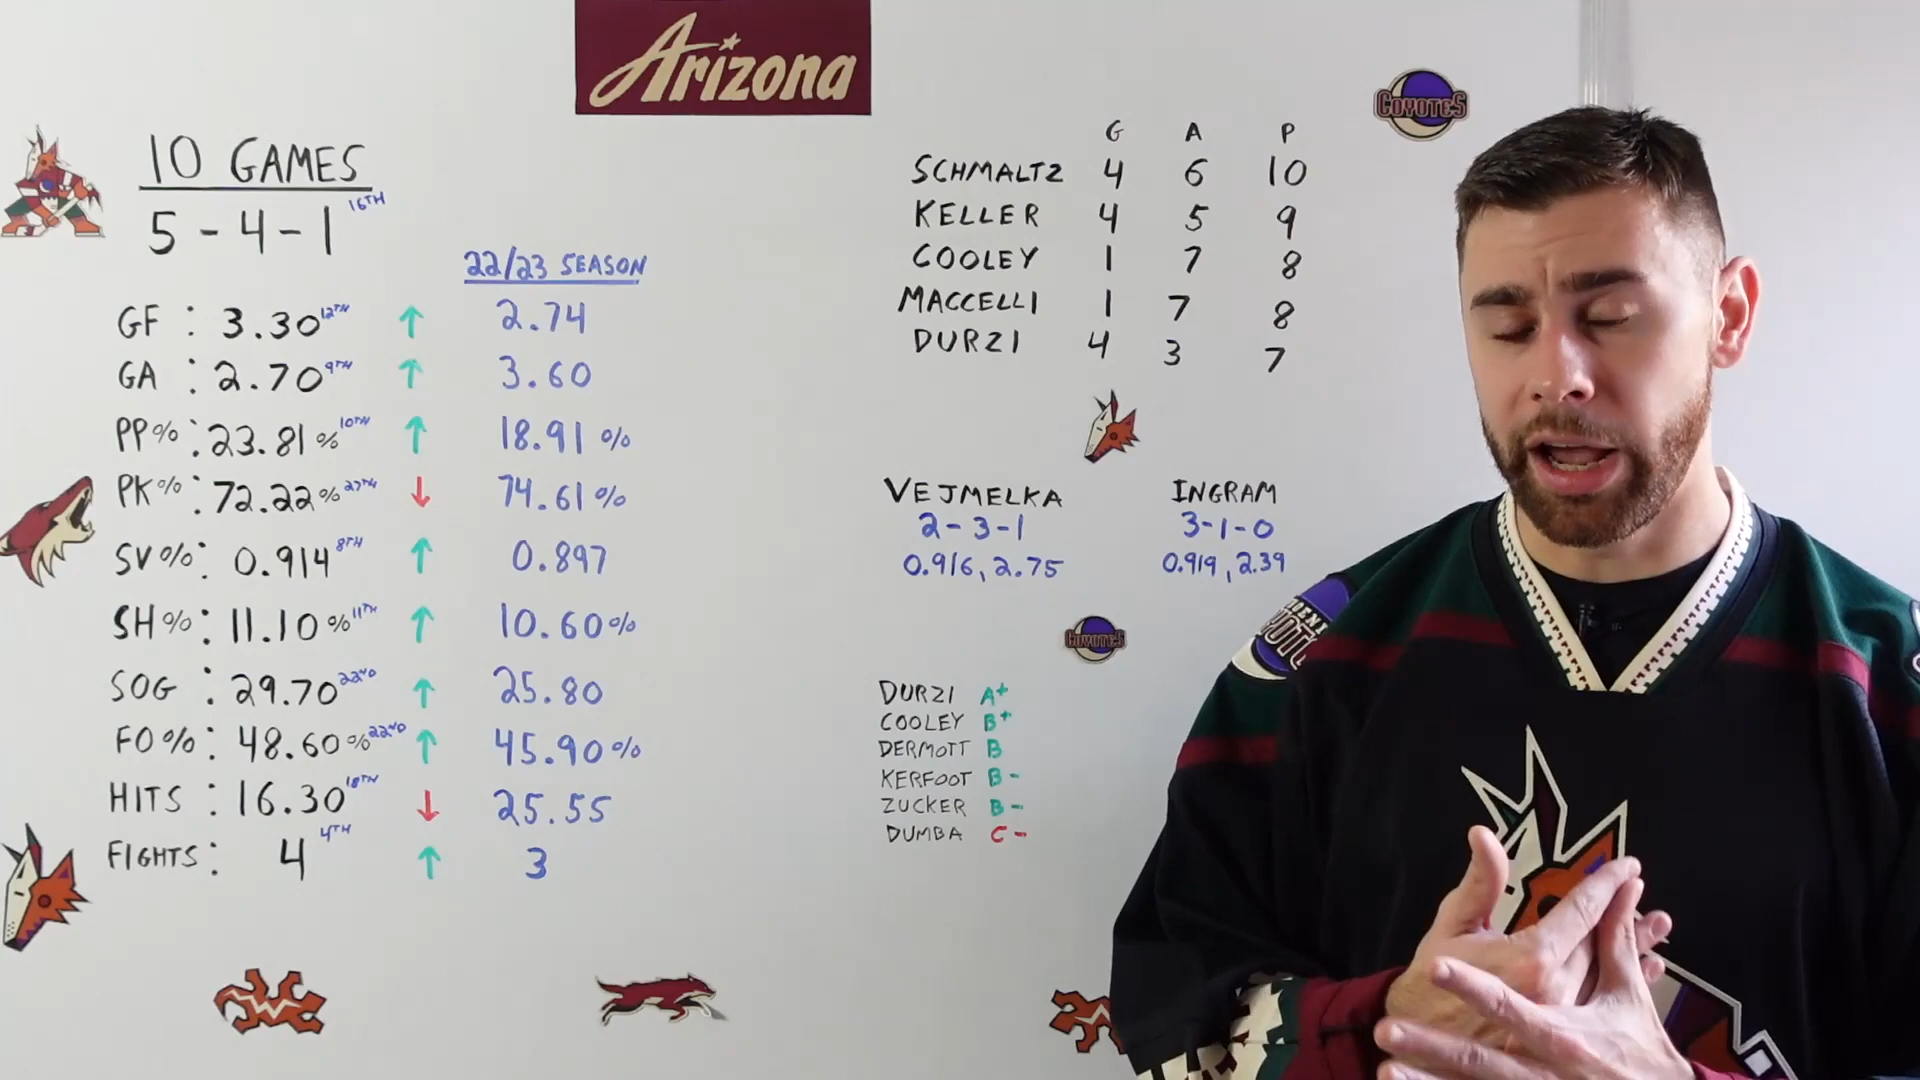 Arizona
COYOTES
10 GAMES
5-4-1 16TH
22/23 SEASON
GF : 3.30 12TH ↑ 2.74
GA : 2.70 9TH ↑ 3.60
PP% : 23.81% 10TH ↑ 18.91%
PK% : 72.22% 27TH ↓ 74.61%
SV% : 0.914 8TH ↑ 0.897
SH% : 11.10% 11TH ↑ 10.60%
SOG : 29.70 22ND ↑ 25.80
FO% : 48.60% 22ND ↑ 45.90%
HITS : 16.30 18TH ↓ 25.55
FIGHTS : 4 4TH ↑ 3
G A P
SCHMALTZ 4 6 10
KELLER 4 5 9
COOLEY 1 7 8
MACCELLI 1 7 8
DURZI 4 3 7
VEJMELKA
2-3-1
0.916, 2.75
INGRAM
3-1-0
0.919, 2.39
COYOTES
DURZI A+
COOLEY B+
DERMOTT B
KERFOOT B-
ZUCKER B-
DUMBA C-